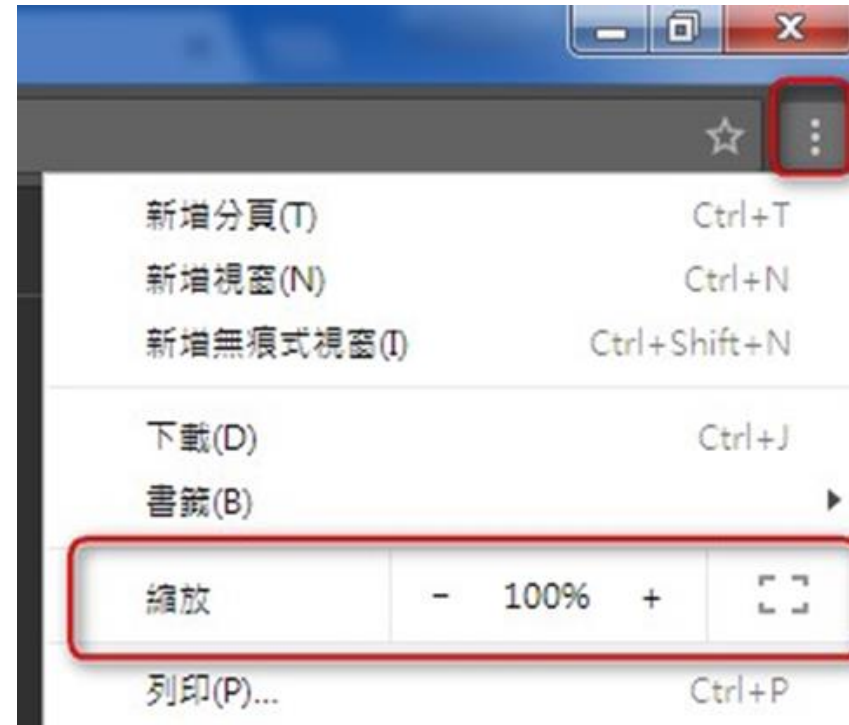 新增分頁(T) Ctrl+T
新增視窗(N) Ctrl+N
新增無痕式視窗(I) Ctrl+Shift+N
下載(D) Ctrl+J
書籤(B)
縮放 - 100% +
列印(P)... Ctrl+P